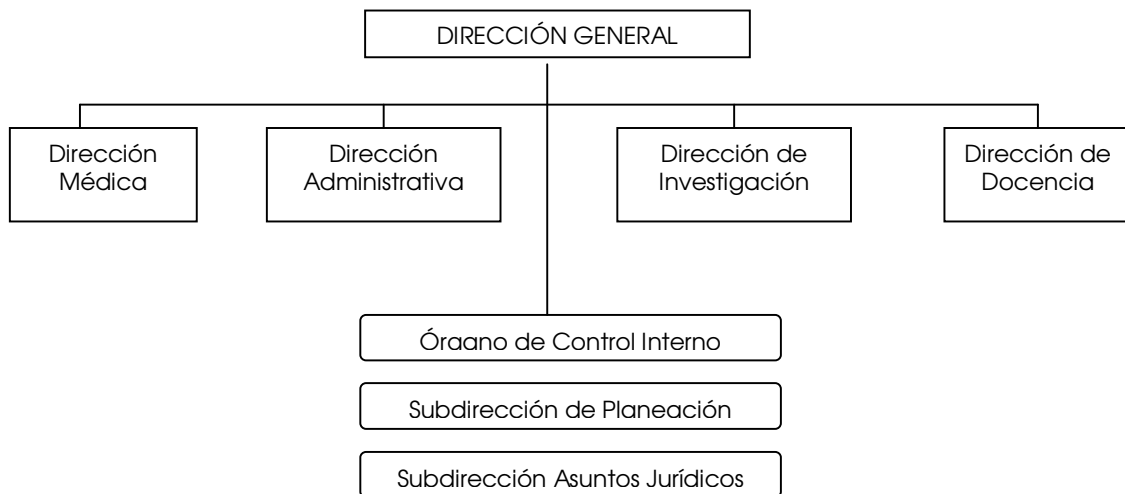 DIRECCIÓN GENERAL
Dirección
Médica
Dirección
Administrativa
Dirección de
Investigación
Dirección de
Docencia
Óraano de Control Interno
Subdirección de Planeación
Subdirección Asuntos Jurídicos